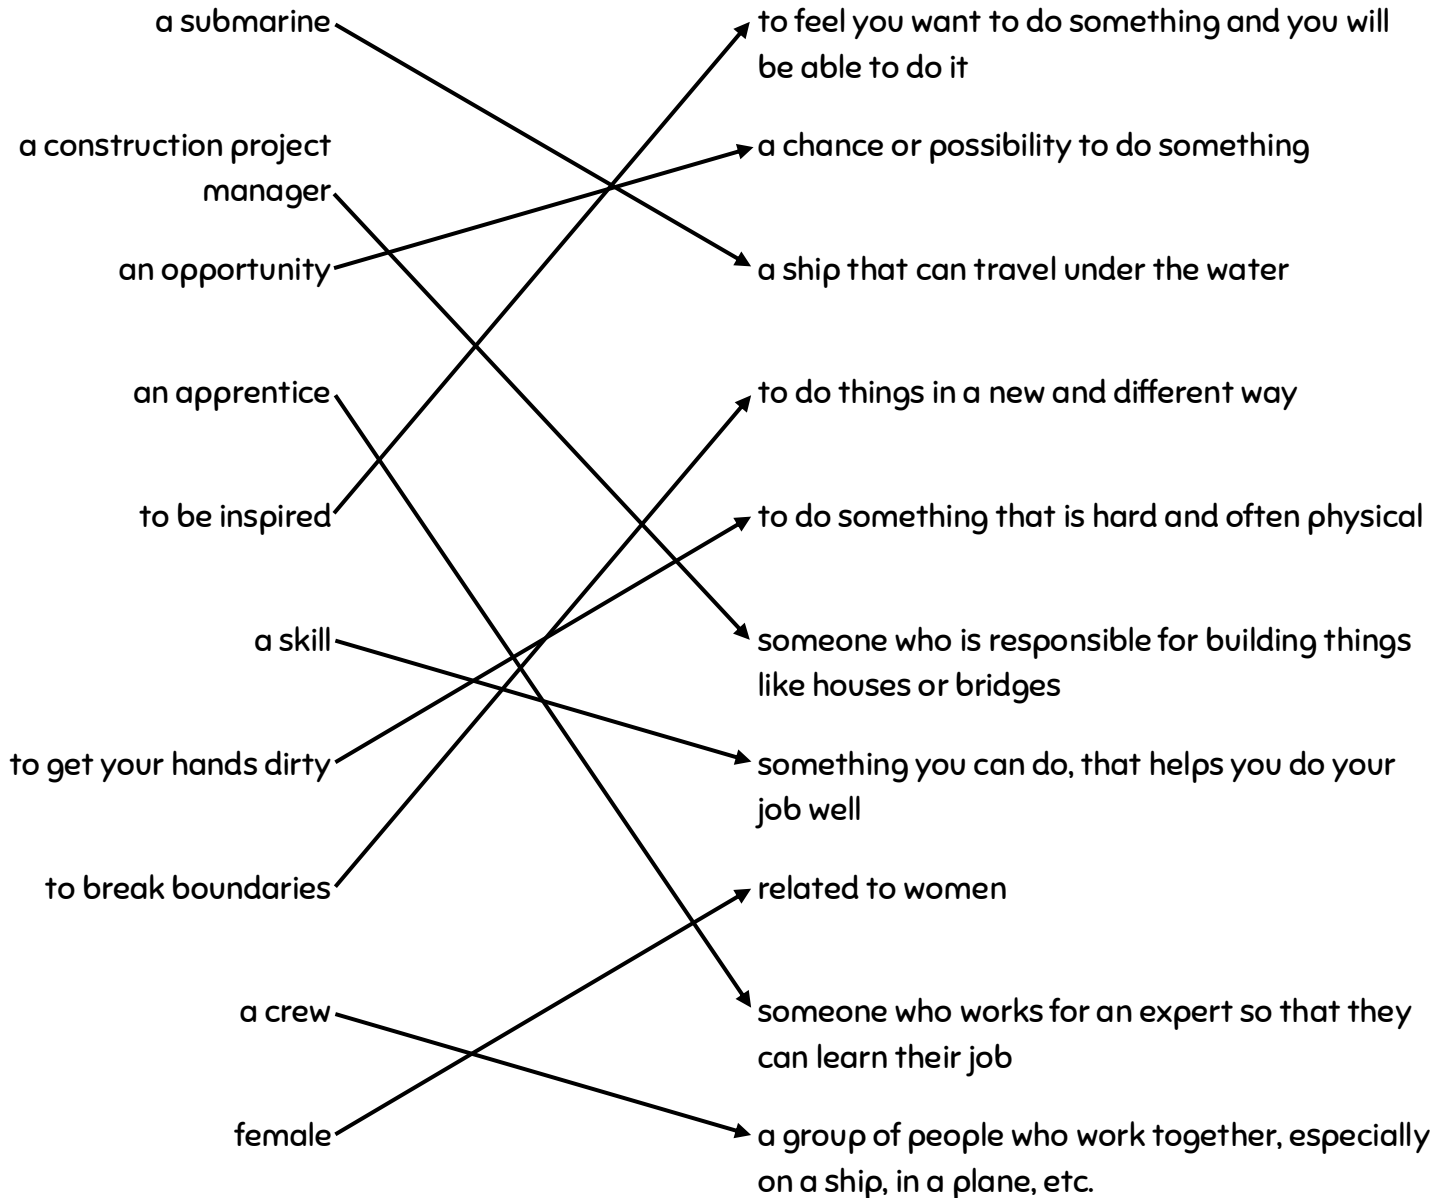 a submarine
a construction project
manager
an opportunity
an apprentice
to be inspired
a skill
to get your hands dirty
to break boundaries
a crew
female
to feel you want to do something and you will
be able to do it
a chance or possibility to do something
a ship that can travel under the water
to do things in a new and different way
to do something that is hard and often physical
someone who is responsible for building things
like houses or bridges
something you can do, that helps you do your
job well
related to women
someone who works for an expert so that they
can learn their job
a group of people who work together, especially
on a ship, in a plane, etc.